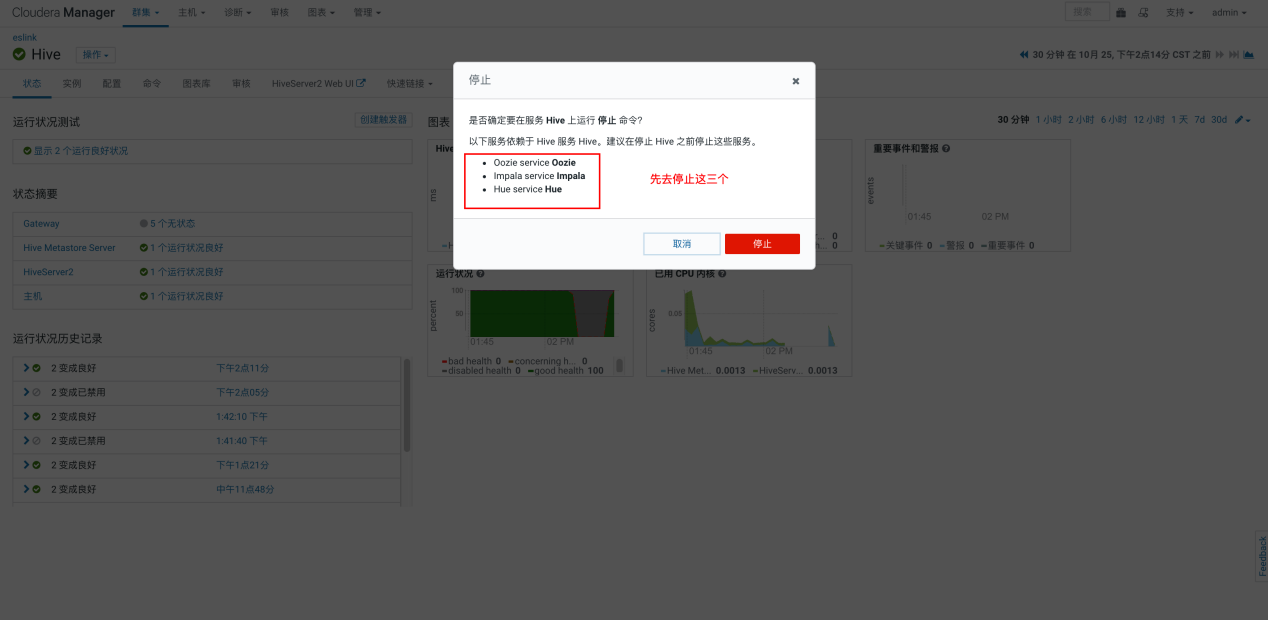 Cloudera Manager 群集 主机 诊断 审核 图表 管理 搜索 支持 admin
eslink
Hive 操作
30 分钟 在 10月 25, 下午2点14分 CST 之前
状态 实例 配置 命令 图表库 审核 HiveServer2 Web UI 快速链接
停止
是否确定要在服务 Hive 上运行 停止 命令?
以下服务依赖于 Hive 服务 Hive。建议在停止 Hive 之前停止这些服务。
Oozie service Oozie
Impala service Impala
Hue service Hue
先去停止这三个
取消 停止
运行状况测试 创建触发器
显示 2 个运行良好状况
状态摘要
Gateway 5 个无状态
Hive Metastore Server 1 个运行状况良好
HiveServer2 1 个运行状况良好
主机 1 个运行状况良好
运行状况历史记录
2 变成良好 下午2点11分
2 变成已禁用 下午2点05分
2 变成良好 1:42:10 下午
2 变成已禁用 1:41:40 下午
2 变成良好 下午1点21分
2 变成良好 中午11点48分
图表
30 分钟 1 小时 2 小时 6 小时 12 小时 1 天 7d 30d
Hive
ms
0
0
重要事件和警报
events
01:45 02 PM
关键事件 0 警报 0 重要事件 0
运行状况
percent
100
50
01:45 02 PM
bad health 0 concerning h... 0
disabled health 0 good health 100
已用 CPU 内核
cores
0.05
01:45 02 PM
Hive Met... 0.0013 HiveServ... 0.0013
Feedback